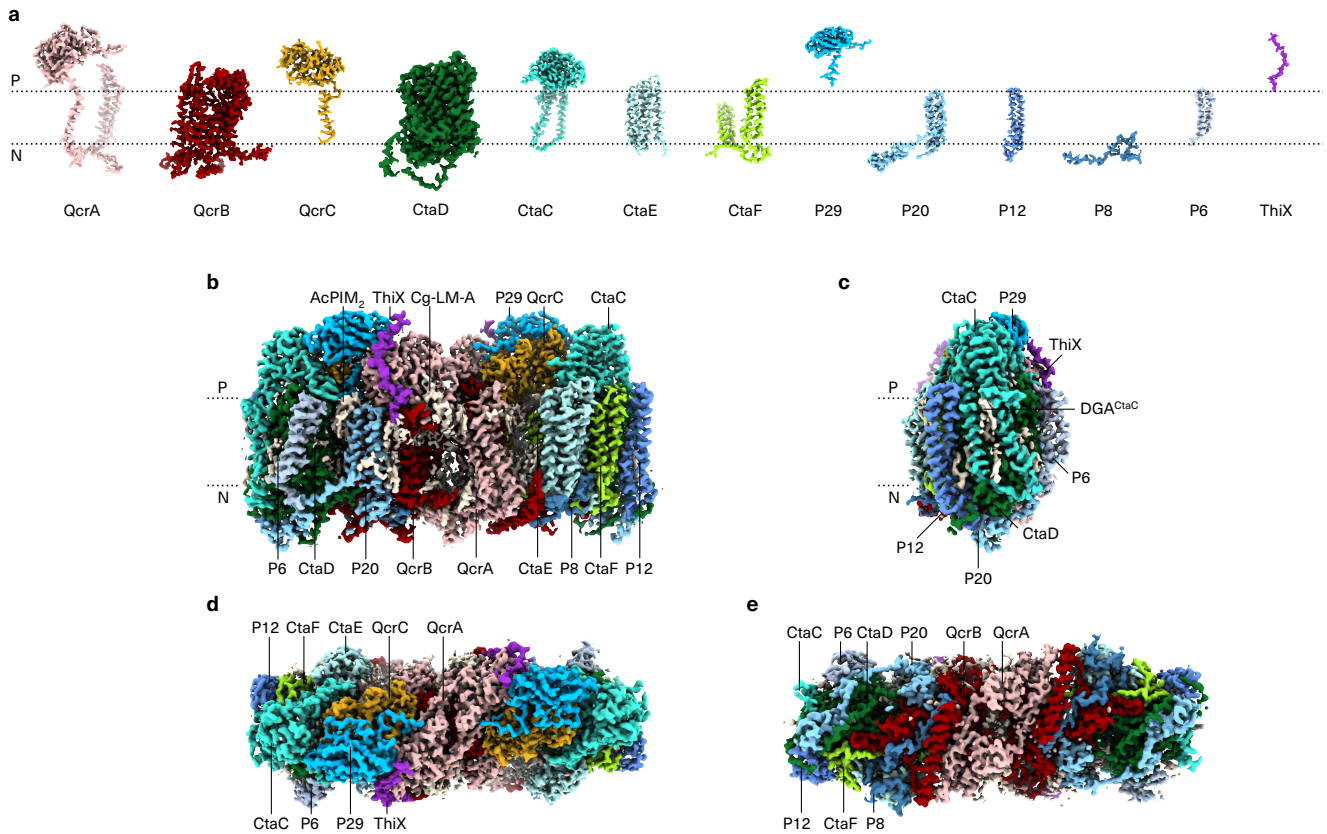 a
P
N
QcrA QcrB QcrC CtaD CtaC CtaE CtaF P29 P20 P12 P8 P6 ThiX
b
AcPIM₂ ThiX Cg-LM-A P29 QcrC CtaC
P
N
P6 CtaD P20 QcrB QcrA CtaE P8 CtaF P12
c
CtaC P29
ThiX
P
DGA^CtaC
P6
N
CtaD
P12
P20
d
P12 CtaF CtaE QcrC QcrA
CtaC P6 P29 ThiX
e
CtaC P6 CtaD P20 QcrB QcrA
P12 CtaF P8